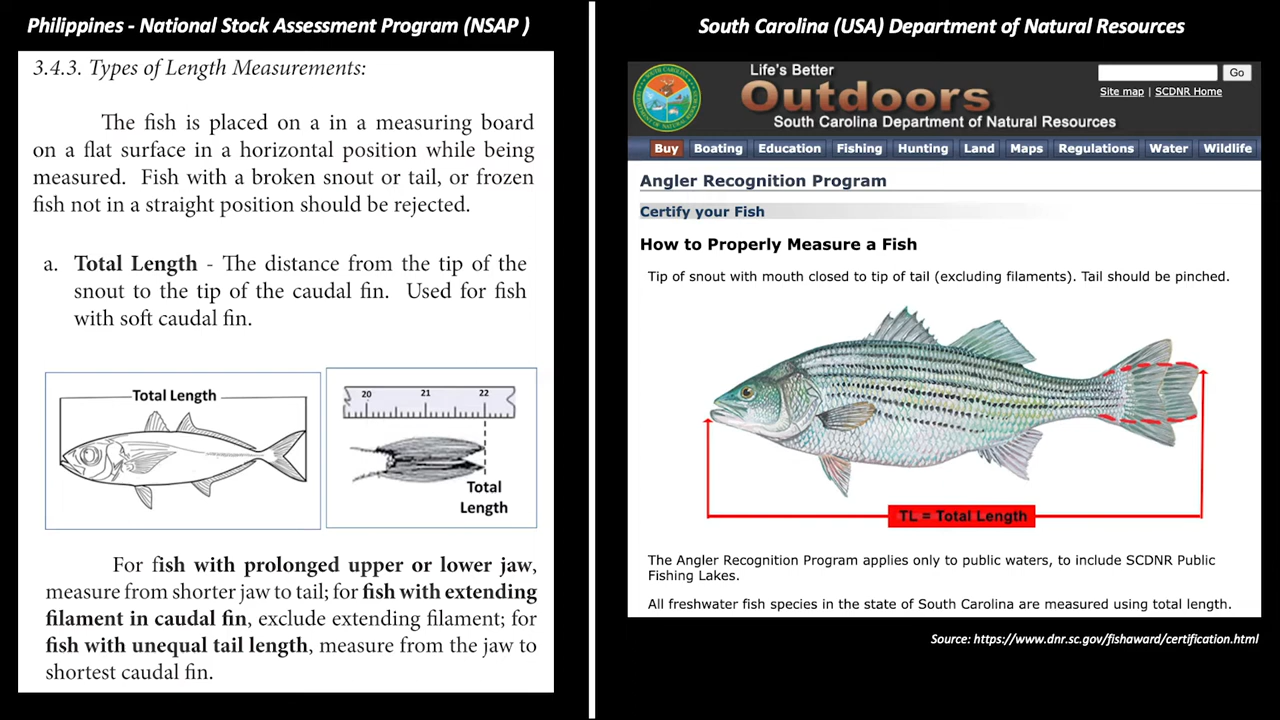 Philippines - National Stock Assessment Program (NSAP )
3.4.3. Types of Length Measurements:
The fish is placed on a in a measuring board
on a flat surface in a horizontal position while being
measured. Fish with a broken snout or tail, or frozen
fish not in a straight position should be rejected.
a. Total Length - The distance from the tip of the
snout to the tip of the caudal fin. Used for fish
with soft caudal fin.
Total Length
20 21 22
Total
Length
For fish with prolonged upper or lower jaw,
measure from shorter jaw to tail; for fish with extending
filament in caudal fin, exclude extending filament; for
fish with unequal tail length, measure from the jaw to
shortest caudal fin.
South Carolina (USA) Department of Natural Resources
Life's Better
Outdoors
South Carolina Department of Natural Resources
Go
Site map | SCDNR Home
Buy Boating Education Fishing Hunting Land Maps Regulations Water Wildlife
Angler Recognition Program
Certify your Fish
How to Properly Measure a Fish
Tip of snout with mouth closed to tip of tail (excluding filaments). Tail should be pinched.
TL = Total Length
The Angler Recognition Program applies only to public waters, to include SCDNR Public
Fishing Lakes.
All freshwater fish species in the state of South Carolina are measured using total length.
Source: https://www.dnr.sc.gov/fishaward/certification.html